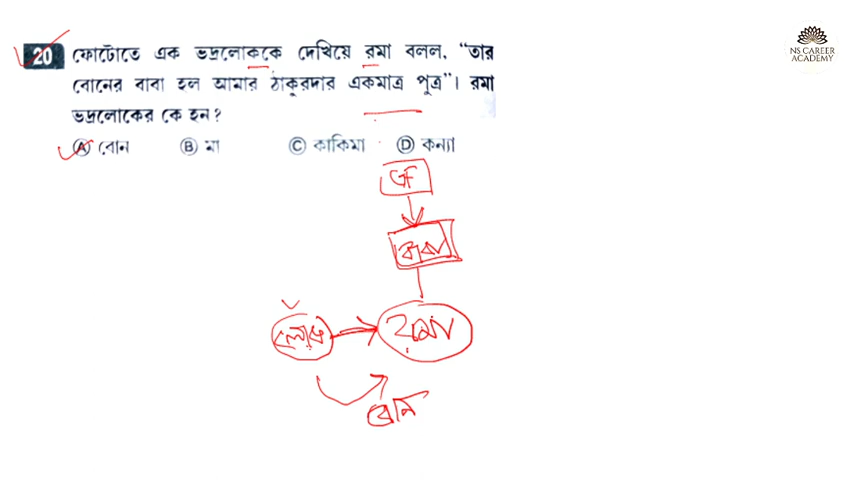 20 ফোটোতে এক ভদ্রলোককে দেখিয়ে রমা বলল, “তার
বোনের বাবা হল আমার ঠাকুরদার একমাত্র পুত্র”। রমা
ভদ্রলোকের কে হন?
A বোন B মা C কাকিমা D কন্যা
NS CAREER
ACADEMY
GF
বাবা
রমা
বোন